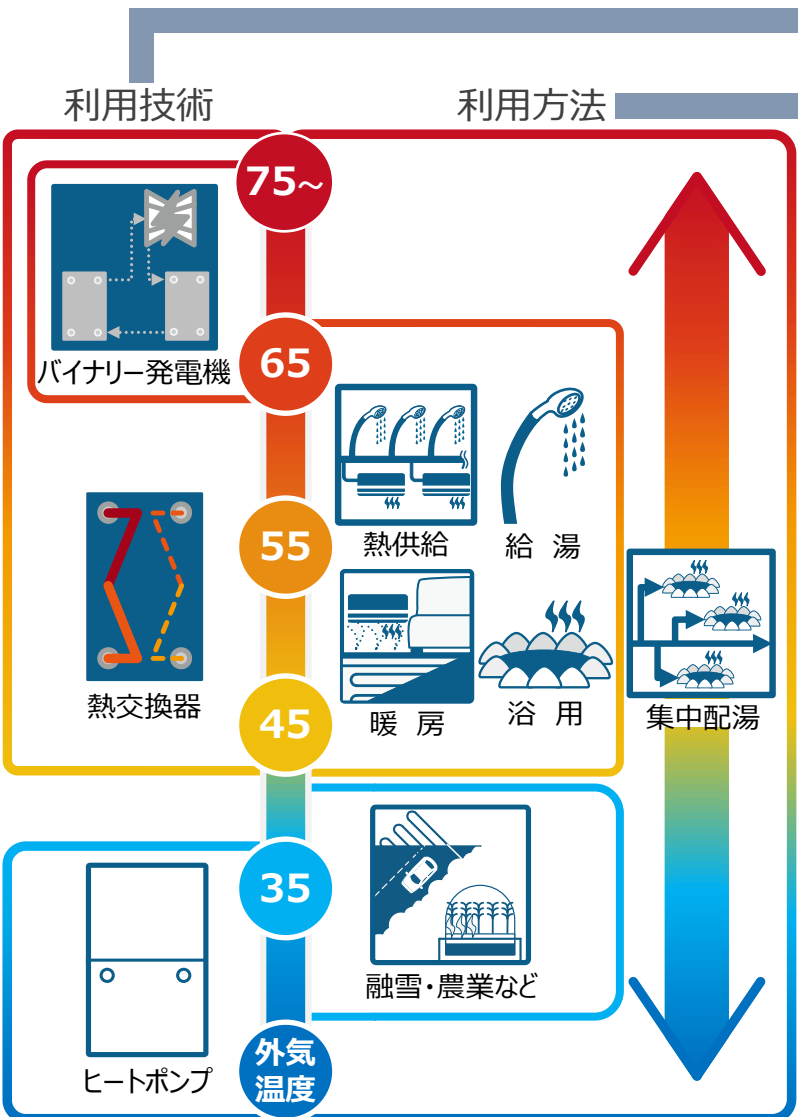 利用技術
利用方法
75~
バイナリー発電機
65
熱供給
給 湯
55
熱交換器
暖 房
浴 用
集中配湯
45
35
融雪・農業など
ヒートポンプ
外気
温度